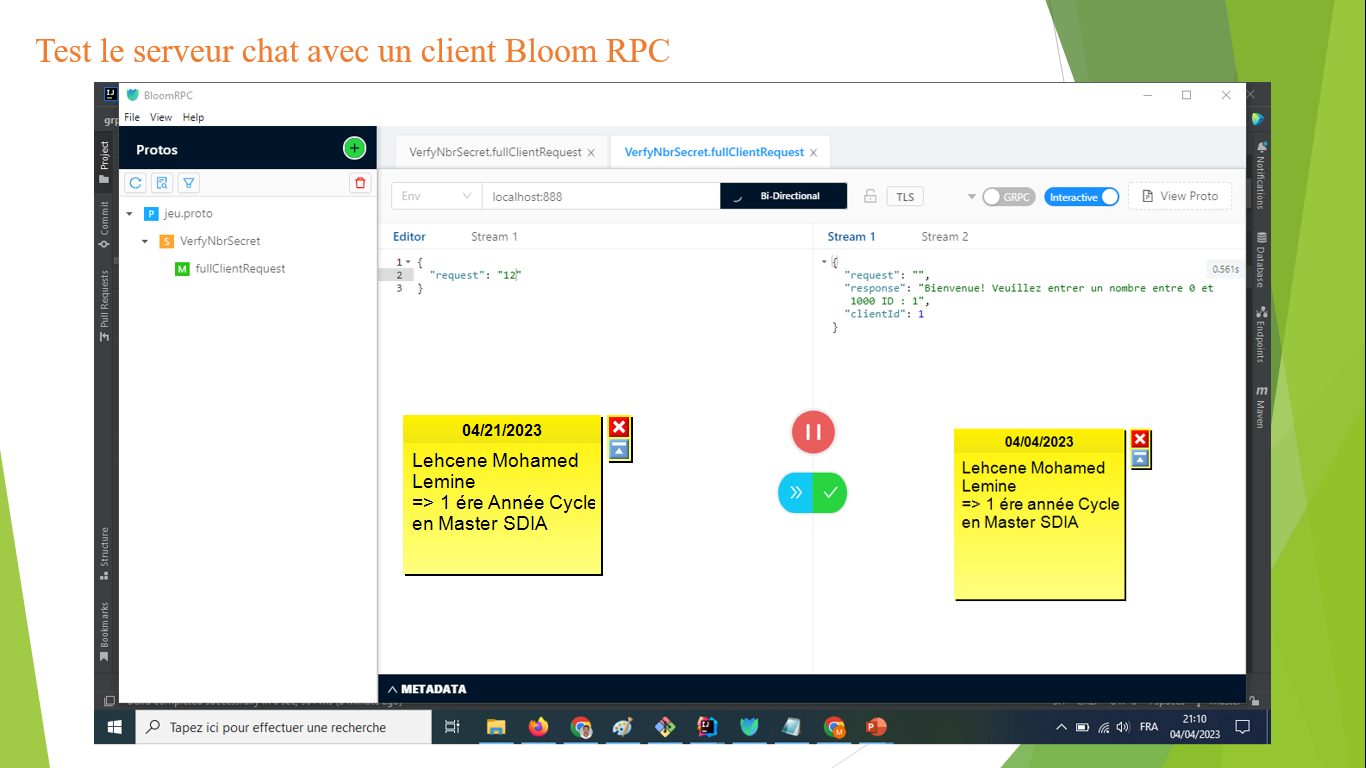 Test le serveur chat avec un client Bloom RPC
BloomRPC
File View Help
grp
Protos
VerfyNbrSecret.fullClientRequest
VerfyNbrSecret.fullClientRequest
Env
localhost:888
Bi-Directional
TLS
GRPC
Interactive
View Proto
jeu.proto
VerfyNbrSecret
fullClientRequest
Editor
Stream 1
Stream 1
Stream 2
1 {
2 "request": "12"
3 }
{
"request": "",
"response": "Bienvenue! Veuillez entrer un nombre entre 0 et
1000 ID : 1",
"clientId": 1
}
0.561s
04/21/2023
Lehcene Mohamed
Lemine
=> 1 ére Année Cycle
en Master SDIA
04/04/2023
Lehcene Mohamed
Lemine
=> 1 ére année Cycle
en Master SDIA
METADATA
Project
Commit
Pull Requests
Structure
Bookmarks
Notifications
Database
Endpoints
Maven
Tapez ici pour effectuer une recherche
FRA
21:10
04/04/2023